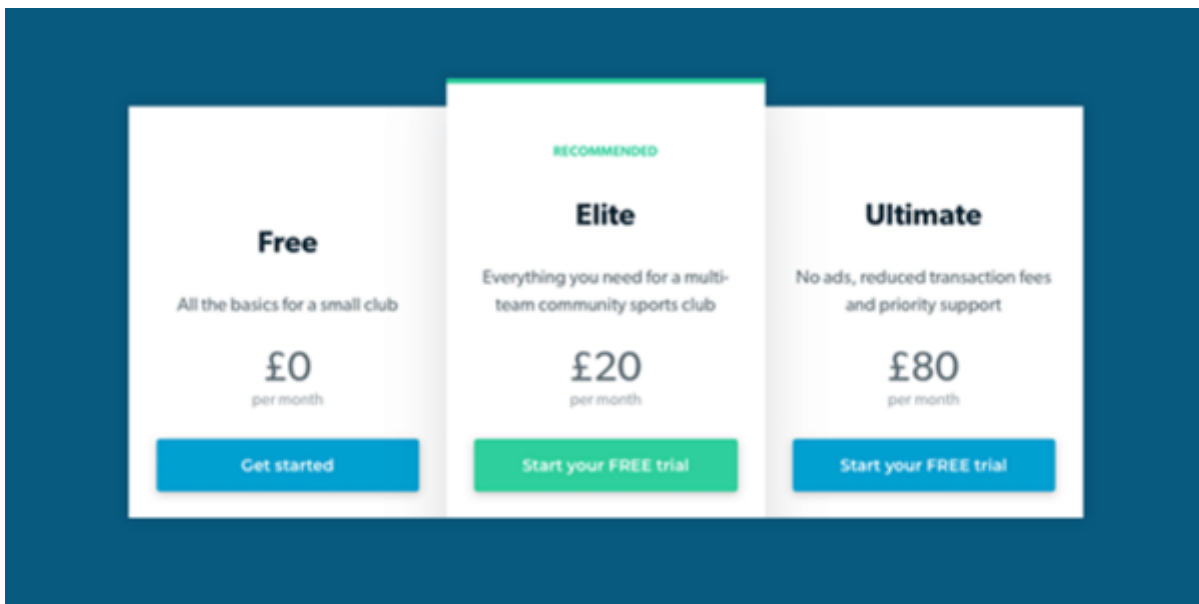 Free
All the basics for a small club
£0
per month
Get started
RECOMMENDED
Elite
Everything you need for a multi-
team community sports club
£20
per month
Start your FREE trial
Ultimate
No ads, reduced transaction fees
and priority support
£80
per month
Start your FREE trial